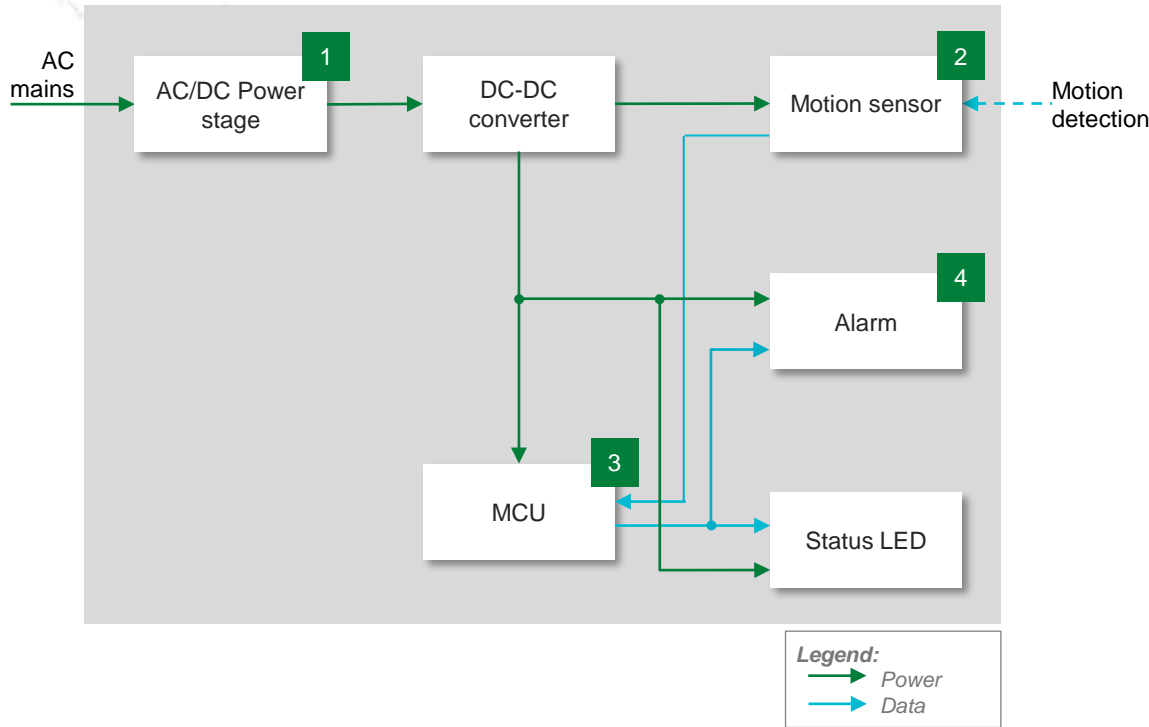 AC
mains
1
AC/DC Power
stage
DC-DC
converter
2
Motion sensor
Motion
detection
4
Alarm
3
MCU
Status LED
Legend:
Power
Data